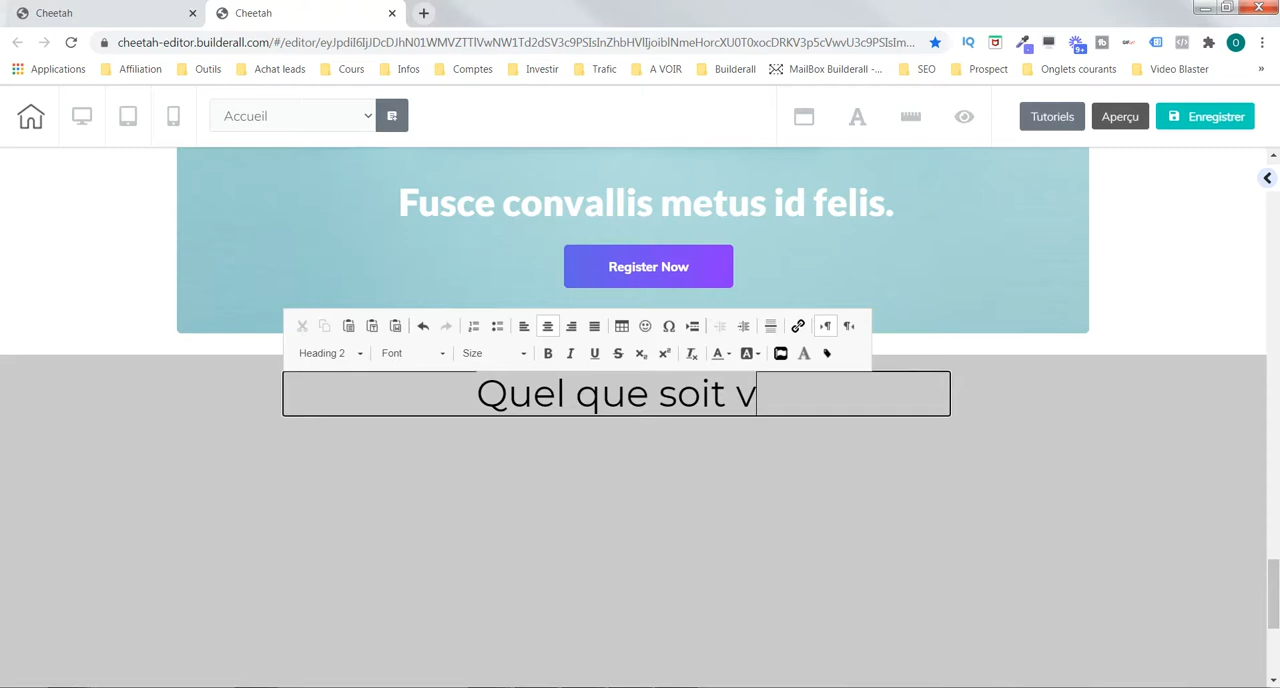 Cheetah
Cheetah
cheetah-editor.builderall.com/#/editor/
Applications Affiliation Outils Achat leads Cours Infos Comptes Investir Trafic A VOIR Builderall MailBox Builderall -... SEO Prospect Onglets courants Video Blaster »
Accueil Tutoriels Aperçu Enregistrer
Fusce convallis metus id felis.
Register Now
Heading 2 Font Size B I U S
Quel que soit v